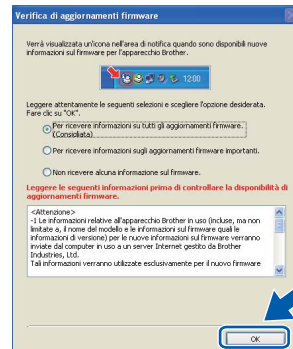 Verifica di aggiornamenti firmware
Verrà visualizzata un'icona nell'area di notifica quando sono disponibili nuove
informazioni sul firmware per l'apparecchio Brother.
12:00
Leggere attentamente le seguenti selezioni e scegliere l'opzione desiderata.
Fare clic su "OK".
Per ricevere informazioni su tutti gli aggiornamenti firmware.
(Consigliata)
Per ricevere informazioni sugli aggiornamenti firmware importanti.
Non ricevere alcuna informazione sul firmware.
Leggere le seguenti informazioni prima di controllare la disponibilità di
aggiornamenti firmware.
<Attenzione>
-1 Le informazioni relative all'apparecchio Brother in uso (incluse, ma non
limitate a, il nome del modello e le informazioni sul firmware quali le
informazioni di versione) per le nuove informazioni sul firmware verranno
inviate dal computer in uso a un server Internet gestito da Brother
Industries, Ltd.
Tali informazioni verranno utilizzate esclusivamente per il nuovo firmware
OK